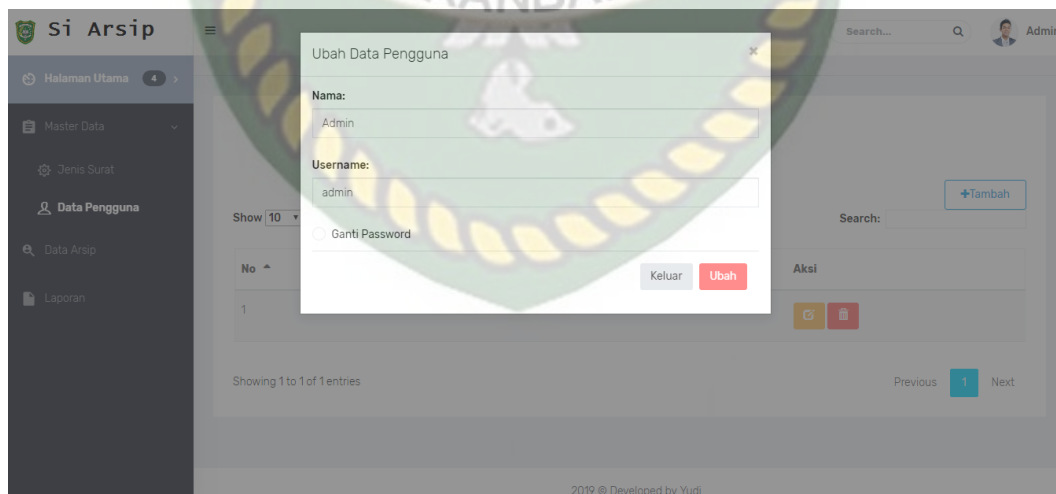 KANBA
Si Arsip
Search...
Admin
Ubah Data Pengguna
×
Halaman Utama 4
Nama:
Admin
Master Data
Jenis Surat
Username:
admin
+Tambah
Data Pengguna
Show 10
Search:
Ganti Password
Data Arsip
No
Aksi
Keluar
Ubah
Laporan
1
Showing 1 to 1 of 1 entries
Previous 1 Next
2019 © Developed by Yudi